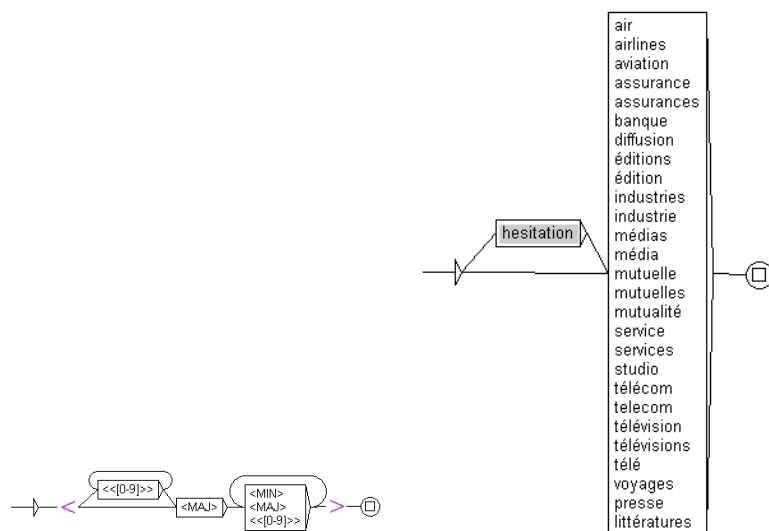 air
airlines
aviation
assurance
assurances
banque
diffusion
éditions
édition
industries
industrie
médias
média
mutuelle
mutuelles
mutualité
service
services
studio
télécom
telecom
télévision
télévisions
télé
voyages
presse
littératures
hesitation
< <<[0-9]>> <MAJ> <MIN> >
<MAJ>
<<[0-9]>>